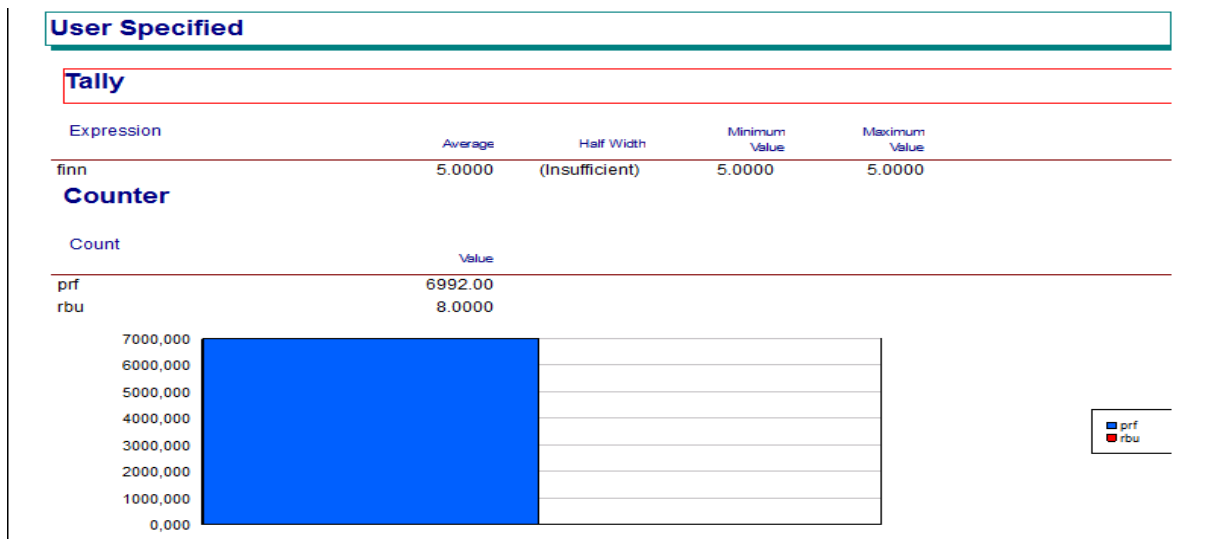 User Specified
Tally
Expression Average Half Width Minimum Value Maximum Value
finn 5.0000 (Insufficient) 5.0000 5.0000
Counter
Count Value
prf 6992.00
rbu 8.0000
7000,000
6000,000
5000,000
4000,000
3000,000
2000,000
1000,000
0,000
prf
rbu